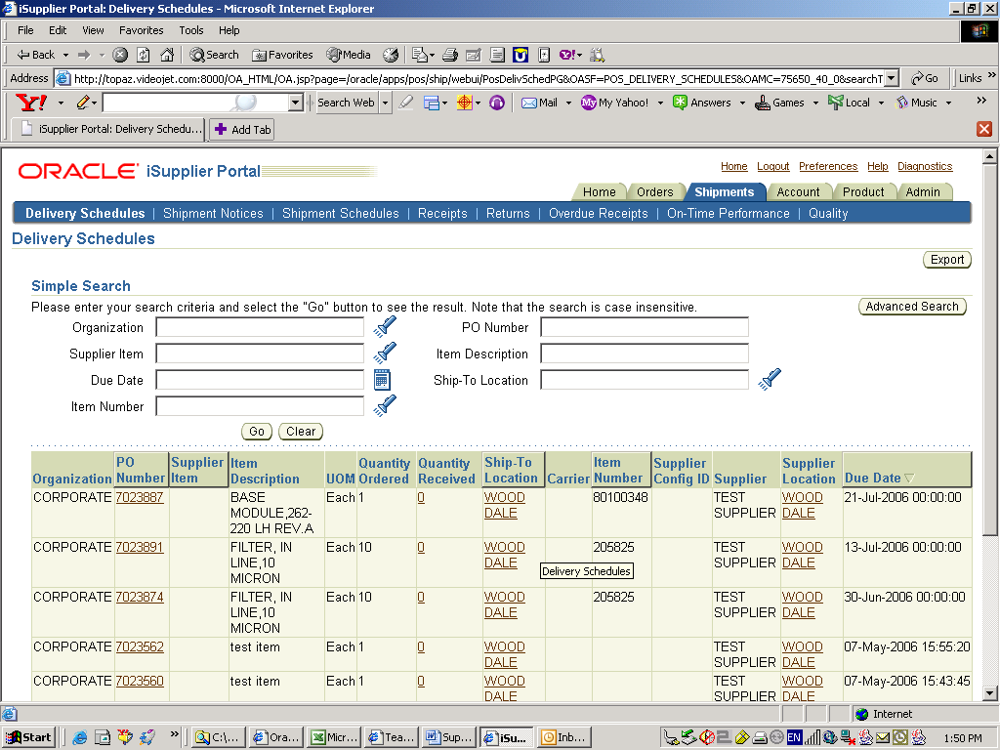 iSupplier Portal: Delivery Schedules - Microsoft Internet Explorer
File Edit View Favorites Tools Help
Back Search Favorites Media
Address http://topaz.videojet.com:8000/OA_HTML/OA.jsp?page=/oracle/apps/pos/ship/webui/PosDelivSchedPG&OASF=POS_DELIVERY_SCHEDULES&OAMC=75650_40_0&searchT Go Links »
Y! Search Web Mail My Yahoo! Answers Games Local Music »
iSupplier Portal: Delivery Schedu... Add Tab
ORACLE® iSupplier Portal
Home Logout Preferences Help Diagnostics
Home Orders Shipments Account Product Admin
Delivery Schedules | Shipment Notices | Shipment Schedules | Receipts | Returns | Overdue Receipts | On-Time Performance | Quality
Delivery Schedules
Export
Simple Search
Please enter your search criteria and select the "Go" button to see the result. Note that the search is case insensitive.
Advanced Search
Organization PO Number
Supplier Item Item Description
Due Date Ship-To Location
Item Number
Go Clear
PO Supplier Item Quantity Quantity Ship-To Item Supplier Supplier
Organization Number Item Description UOM Ordered Received Location Carrier Number Config ID Supplier Location Due Date
CORPORATE 7023887 BASE Each 1 0 WOOD 80100348 TEST WOOD 21-Jul-2006 00:00:00
MODULE,262- DALE SUPPLIER DALE
220 LH REV.A
CORPORATE 7023891 FILTER, IN Each 10 0 WOOD 205825 TEST WOOD 13-Jul-2006 00:00:00
LINE,10 DALE SUPPLIER DALE
Delivery Schedules
MICRON
CORPORATE 7023874 FILTER, IN Each 10 0 WOOD 205825 TEST WOOD 30-Jun-2006 00:00:00
LINE,10 DALE SUPPLIER DALE
MICRON
CORPORATE 7023562 test item Each 1 0 WOOD TEST WOOD 07-May-2006 15:55:20
DALE SUPPLIER DALE
CORPORATE 7023560 test item Each 1 0 WOOD TEST WOOD 07-May-2006 15:43:45
DALE SUPPLIER DALE
Internet
Start » C:\... Ora... Micr... Tea... Sup... iSu... Inb... EN 1:50 PM